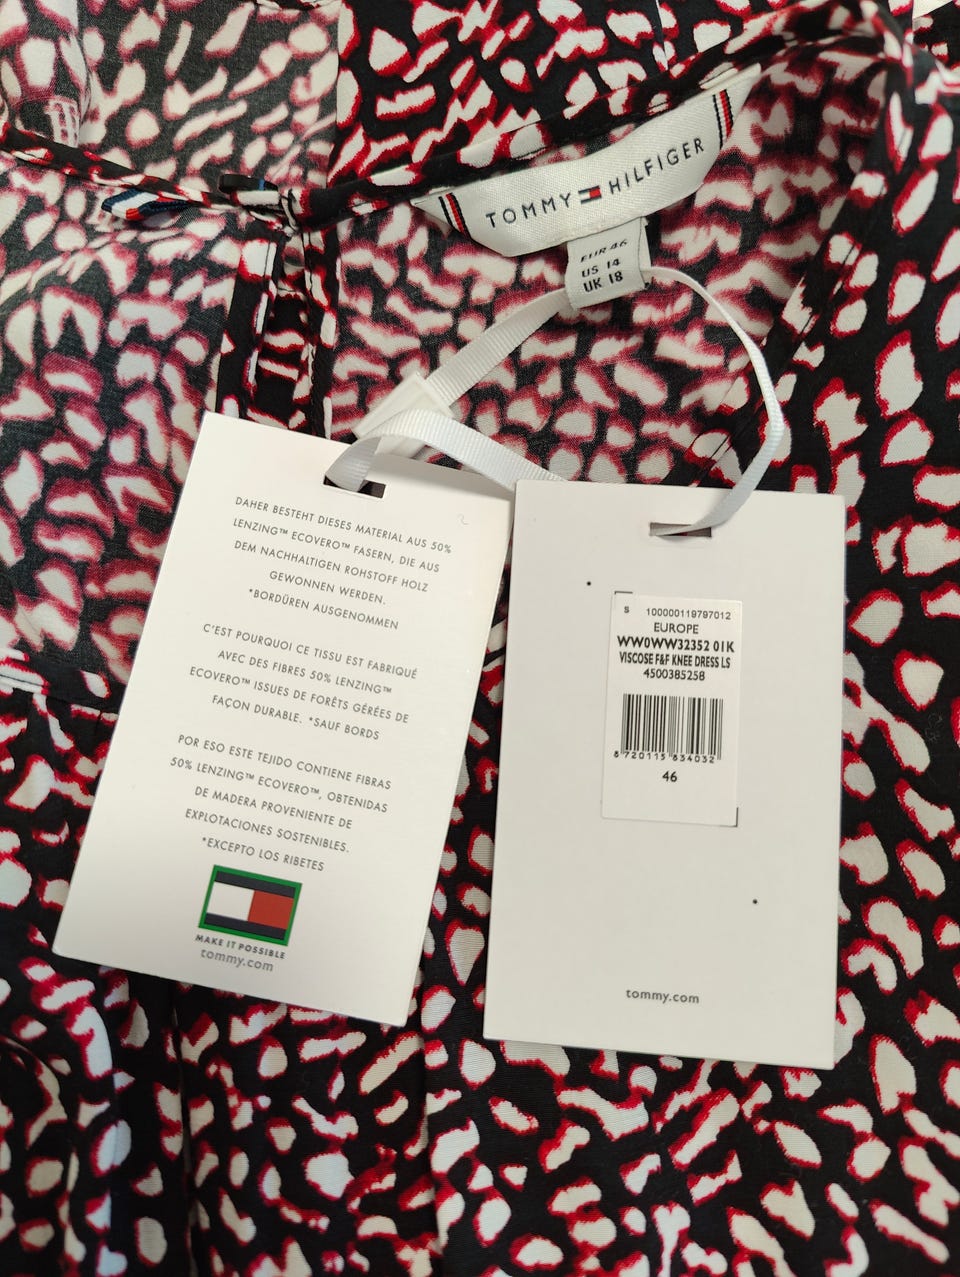 TOMMY HILFIGER
EUR 46
US 14
UK 18
DAHER BESTEHT DIESES MATERIAL AUS 50%
LENZING™ ECOVERO™ FASERN, DIE AUS
DEM NACHHALTIGEN ROHSTOFF HOLZ
GEWONNEN WERDEN.
*BORDÜREN AUSGENOMMEN
C'EST POURQUOI CE TISSU EST FABRIQUÉ
AVEC DES FIBRES 50% LENZING™
ECOVERO™ ISSUES DE FORÊTS GÉRÉES DE
FAÇON DURABLE. *SAUF BORDS
POR ESO ESTE TEJIDO CONTIENE FIBRAS
50% LENZING™ ECOVERO™, OBTENIDAS
DE MADERA PROVENIENTE DE
EXPLOTACIONES SOSTENIBLES.
*EXCEPTO LOS RIBETES
MAKE IT POSSIBLE
tommy.com
S 100000119797012
EUROPE
WW0WW32352 01K
VISCOSE F&F KNEE DRESS LS
4500385258
8 720115 834032
46
tommy.com